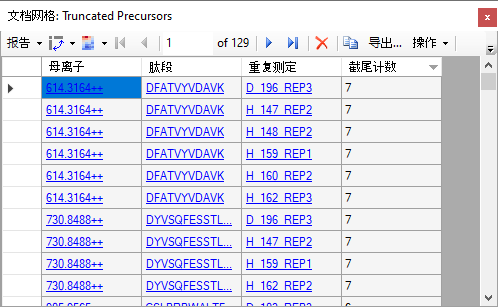 文档网格: Truncated Precursors
报告 1 of 129 导出... 操作
母离子 肽段 重复测定 截尾计数
614.3164++ DFATVYVDAVK D_196_REP3 7
614.3164++ DFATVYVDAVK H_147_REP2 7
614.3164++ DFATVYVDAVK H_148_REP2 7
614.3164++ DFATVYVDAVK H_159_REP1 7
614.3164++ DFATVYVDAVK H_160_REP2 7
614.3164++ DFATVYVDAVK H_162_REP3 7
730.8488++ DYVSQFESSTL... D_196_REP3 7
730.8488++ DYVSQFESSTL... H_147_REP2 7
730.8488++ DYVSQFESSTL... H_159_REP1 7
730.8488++ DYVSQFESSTL... H_162_REP2 7